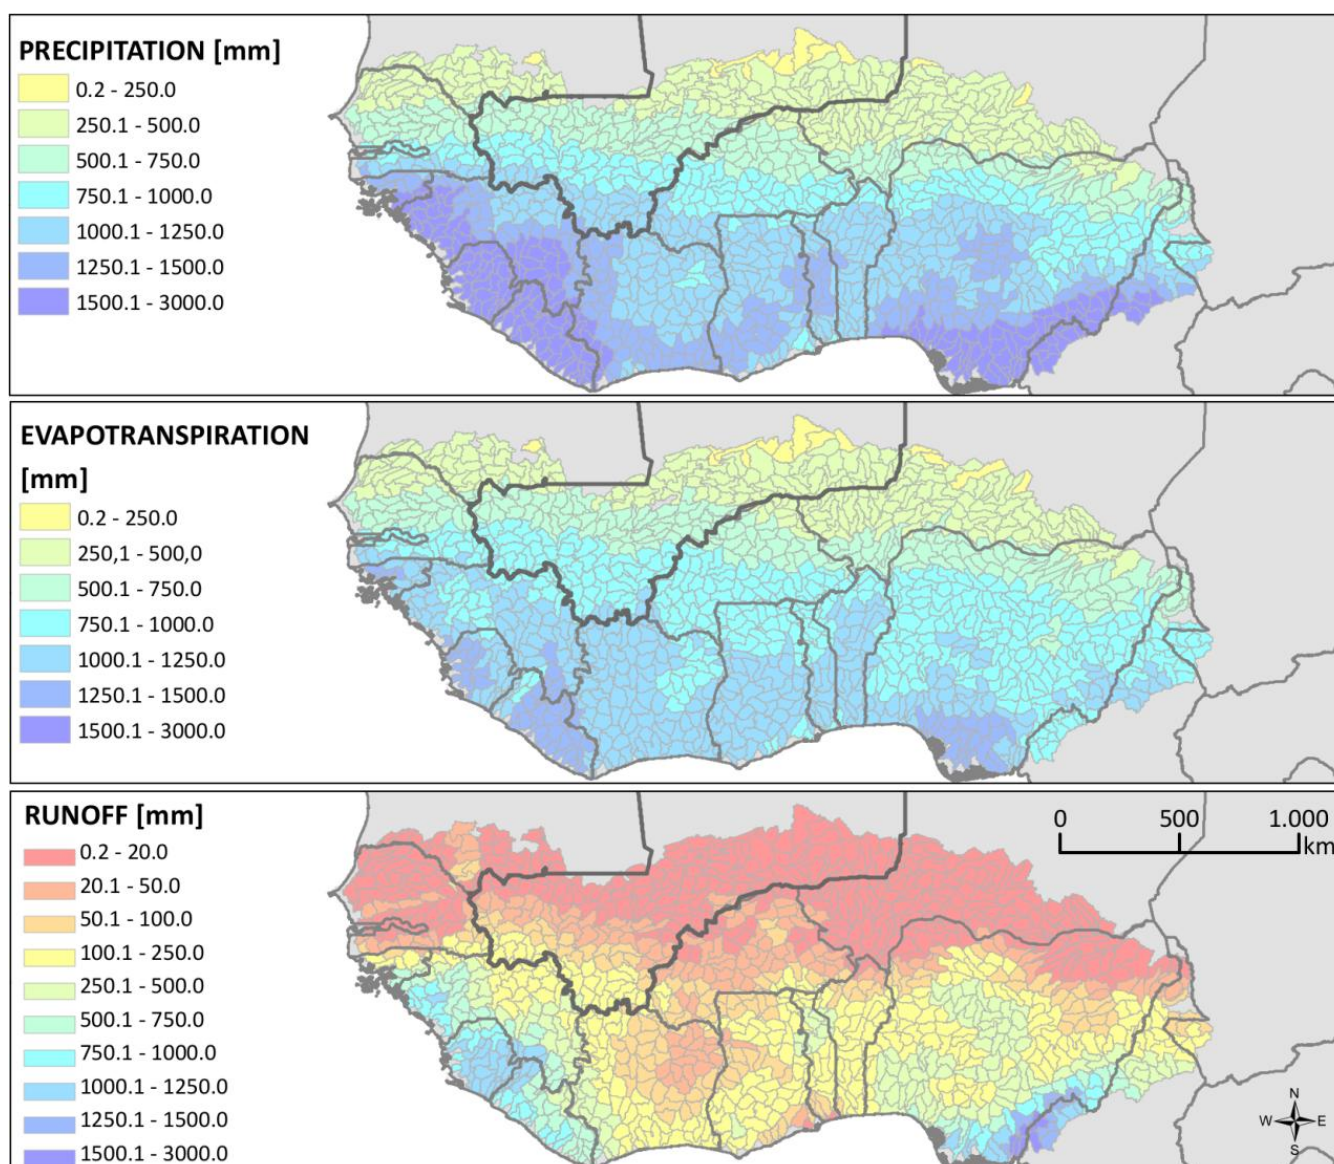 PRECIPITATION [mm]
0.2 - 250.0
250.1 - 500.0
500.1 - 750.0
750.1 - 1000.0
1000.1 - 1250.0
1250.1 - 1500.0
1500.1 - 3000.0
EVAPOTRANSPIRATION
[mm]
0.2 - 250.0
250,1 - 500,0
500.1 - 750.0
750.1 - 1000.0
1000.1 - 1250.0
1250.1 - 1500.0
1500.1 - 3000.0
RUNOFF [mm]
0.2 - 20.0
20.1 - 50.0
50.1 - 100.0
100.1 - 250.0
250.1 - 500.0
500.1 - 750.0
750.1 - 1000.0
1000.1 - 1250.0
1250.1 - 1500.0
1500.1 - 3000.0
0 500 1.000
km
N
W E
S